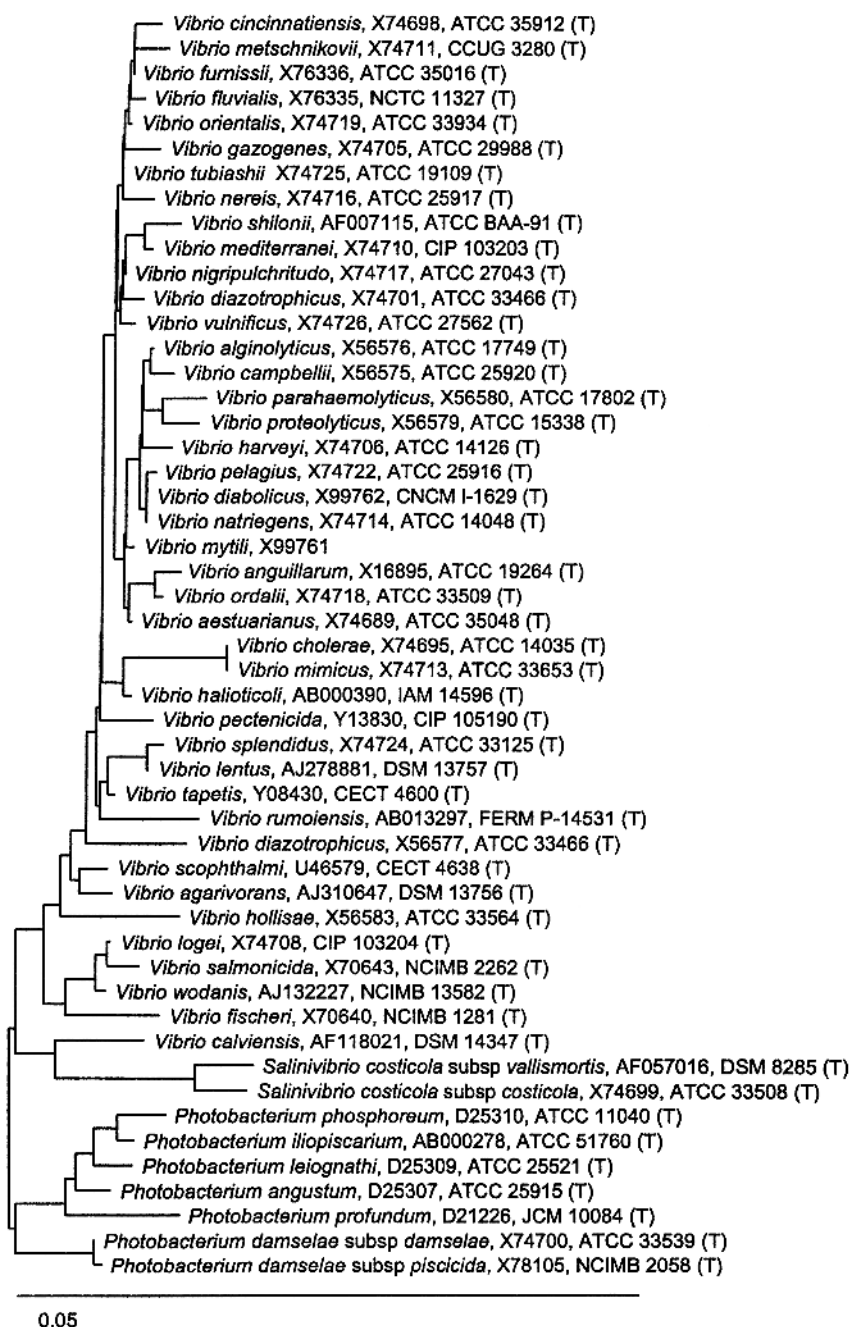 Vibrio cincinnatiensis, X74698, ATCC 35912 (T)
Vibrio metschnikovii, X74711, CCUG 3280 (T)
Vibrio furnissii, X76336, ATCC 35016 (T)
Vibrio fluvialis, X76335, NCTC 11327 (T)
Vibrio orientalis, X74719, ATCC 33934 (T)
Vibrio gazogenes, X74705, ATCC 29988 (T)
Vibrio tubiashii X74725, ATCC 19109 (T)
Vibrio nereis, X74716, ATCC 25917 (T)
Vibrio shilonii, AF007115, ATCC BAA-91 (T)
Vibrio mediterranei, X74710, CIP 103203 (T)
Vibrio nigripulchritudo, X74717, ATCC 27043 (T)
Vibrio diazotrophicus, X74701, ATCC 33466 (T)
Vibrio vulnificus, X74726, ATCC 27562 (T)
Vibrio alginolyticus, X56576, ATCC 17749 (T)
Vibrio campbellii, X56575, ATCC 25920 (T)
Vibrio parahaemolyticus, X56580, ATCC 17802 (T)
Vibrio proteolyticus, X56579, ATCC 15338 (T)
Vibrio harveyi, X74706, ATCC 14126 (T)
Vibrio pelagius, X74722, ATCC 25916 (T)
Vibrio diabolicus, X99762, CNCM I-1629 (T)
Vibrio natriegens, X74714, ATCC 14048 (T)
Vibrio mytili, X99761
Vibrio anguillarum, X16895, ATCC 19264 (T)
Vibrio ordalii, X74718, ATCC 33509 (T)
Vibrio aestuarianus, X74689, ATCC 35048 (T)
Vibrio cholerae, X74695, ATCC 14035 (T)
Vibrio mimicus, X74713, ATCC 33653 (T)
Vibrio halioticoli, AB000390, IAM 14596 (T)
Vibrio pectenicida, Y13830, CIP 105190 (T)
Vibrio splendidus, X74724, ATCC 33125 (T)
Vibrio lentus, AJ278881, DSM 13757 (T)
Vibrio tapetis, Y08430, CECT 4600 (T)
Vibrio rumoiensis, AB013297, FERM P-14531 (T)
Vibrio diazotrophicus, X56577, ATCC 33466 (T)
Vibrio scophthalmi, U46579, CECT 4638 (T)
Vibrio agarivorans, AJ310647, DSM 13756 (T)
Vibrio hollisae, X56583, ATCC 33564 (T)
Vibrio logei, X74708, CIP 103204 (T)
Vibrio salmonicida, X70643, NCIMB 2262 (T)
Vibrio wodanis, AJ132227, NCIMB 13582 (T)
Vibrio fischeri, X70640, NCIMB 1281 (T)
Vibrio calviensis, AF118021, DSM 14347 (T)
Salinivibrio costicola subsp vallismortis, AF057016, DSM 8285 (T)
Salinivibrio costicola subsp costicola, X74699, ATCC 33508 (T)
Photobacterium phosphoreum, D25310, ATCC 11040 (T)
Photobacterium iliopiscarium, AB000278, ATCC 51760 (T)
Photobacterium leiognathi, D25309, ATCC 25521 (T)
Photobacterium angustum, D25307, ATCC 25915 (T)
Photobacterium profundum, D21226, JCM 10084 (T)
Photobacterium damselae subsp damselae, X74700, ATCC 33539 (T)
Photobacterium damselae subsp piscicida, X78105, NCIMB 2058 (T)
0.05